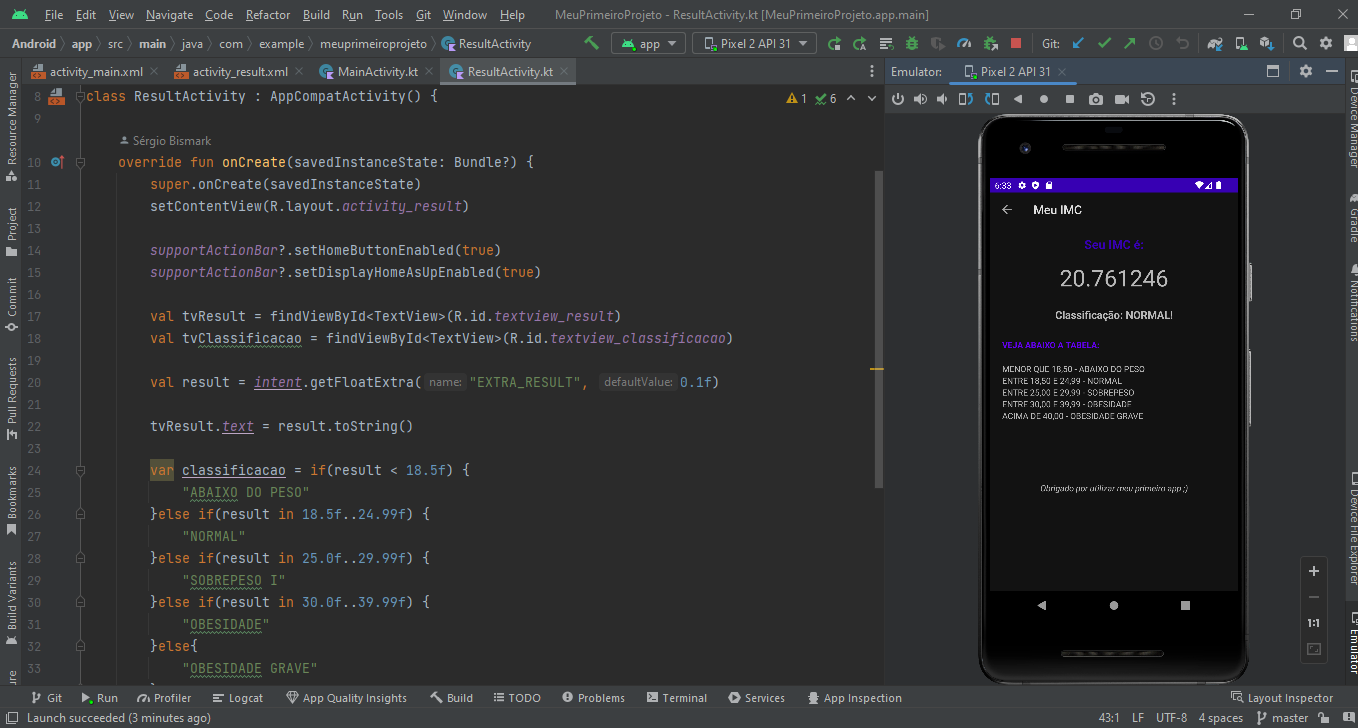 File Edit View Navigate Code Refactor Build Run Tools Git Window Help MeuPrimeiroProjeto - ResultActivity.kt [MeuPrimeiroProjeto.app.main]
Android app src main java com example meuprimeiroprojeto ResultActivity app Pixel 2 API 31 Git:
activity_main.xml activity_result.xml MainActivity.kt ResultActivity.kt
Emulator: Pixel 2 API 31
Resource Manager
Project
Commit
Pull Requests
Bookmarks
Build Variants
8 class ResultActivity : AppCompatActivity() { 1 6
9
Sérgio Bismark
10 override fun onCreate(savedInstanceState: Bundle?) {
11 super.onCreate(savedInstanceState)
12 setContentView(R.layout.activity_result)
13
14 supportActionBar?.setHomeButtonEnabled(true)
15 supportActionBar?.setDisplayHomeAsUpEnabled(true)
16
17 val tvResult = findViewById<TextView>(R.id.textview_result)
18 val tvClassificacao = findViewById<TextView>(R.id.textview_classificacao)
19
20 val result = intent.getFloatExtra( name: "EXTRA_RESULT", defaultValue: 0.1f)
21
22 tvResult.text = result.toString()
23
24 var classificacao = if(result < 18.5f) {
25 "ABAIXO DO PESO"
26 }else if(result in 18.5f..24.99f) {
27 "NORMAL"
28 }else if(result in 25.0f..29.99f) {
29 "SOBREPESO I"
30 }else if(result in 30.0f..39.99f) {
31 "OBESIDADE"
32 }else{
33 "OBESIDADE GRAVE"
6:33
Meu IMC
Seu IMC é:
20.761246
Classificação: NORMAL!
VEJA ABAIXO A TABELA:
MENOR QUE 18,50 - ABAIXO DO PESO
ENTRE 18,50 E 24,99 - NORMAL
ENTRE 25,00 E 29,99 - SOBREPESO
ENTRE 30,00 E 39,99 - OBESIDADE
ACIMA DE 40,00 - OBESIDADE GRAVE
Obrigado por utilizar meu primeiro app ;)
1:1
Device Manager
Gradle
Notifications
Device File Explorer
Emulator
Git Run Profiler Logcat App Quality Insights Build TODO Problems Terminal Services App Inspection Layout Inspector
Launch succeeded (3 minutes ago) 43:1 LF UTF-8 4 spaces master